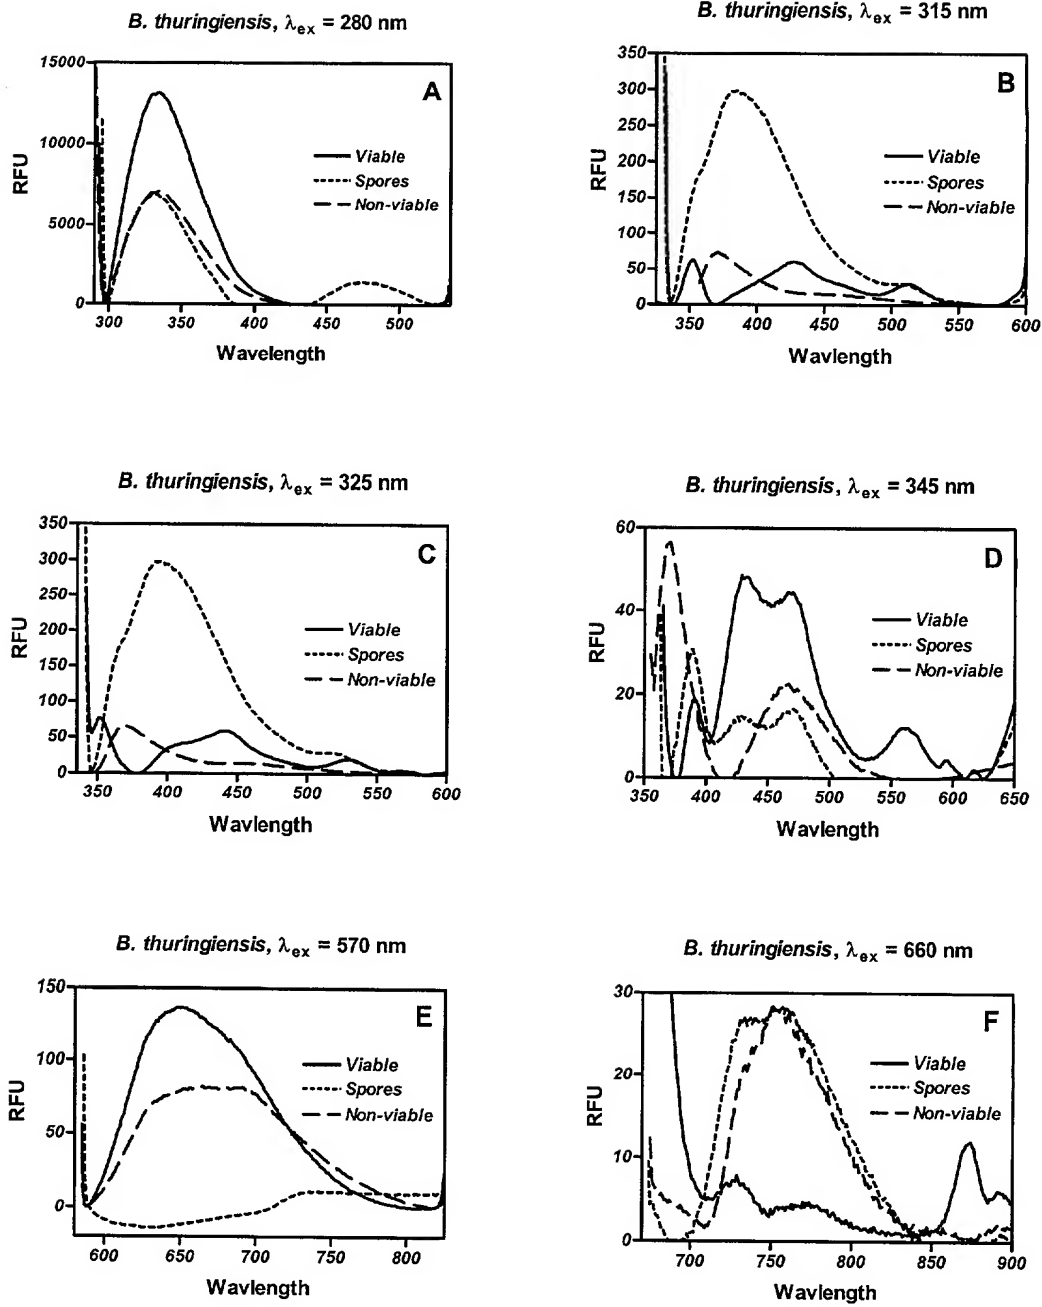 B. thuringiensis, λex = 280 nm
15000
10000
5000
0
RFU
A
Viable
Spores
Non-viable
300 350 400 450 500
Wavelength
B. thuringiensis, λex = 315 nm
350
300
250
200
150
100
50
0
RFU
B
Viable
Spores
Non-viable
350 400 450 500 550 600
Wavlength
B. thuringiensis, λex = 325 nm
350
300
250
200
150
100
50
0
RFU
C
Viable
Spores
Non-viable
350 400 450 500 550 600
Wavlength
B. thuringiensis, λex = 345 nm
60
40
20
0
RFU
D
Viable
Spores
Non-viable
350 400 450 500 550 600 650
Wavlength
B. thuringiensis, λex = 570 nm
150
100
50
0
RFU
E
Viable
Spores
Non-viable
600 650 700 750 800
Wavlength
B. thuringiensis, λex = 660 nm
30
20
10
0
RFU
F
Viable
Spores
Non-viable
700 750 800 850 900
Wavlength